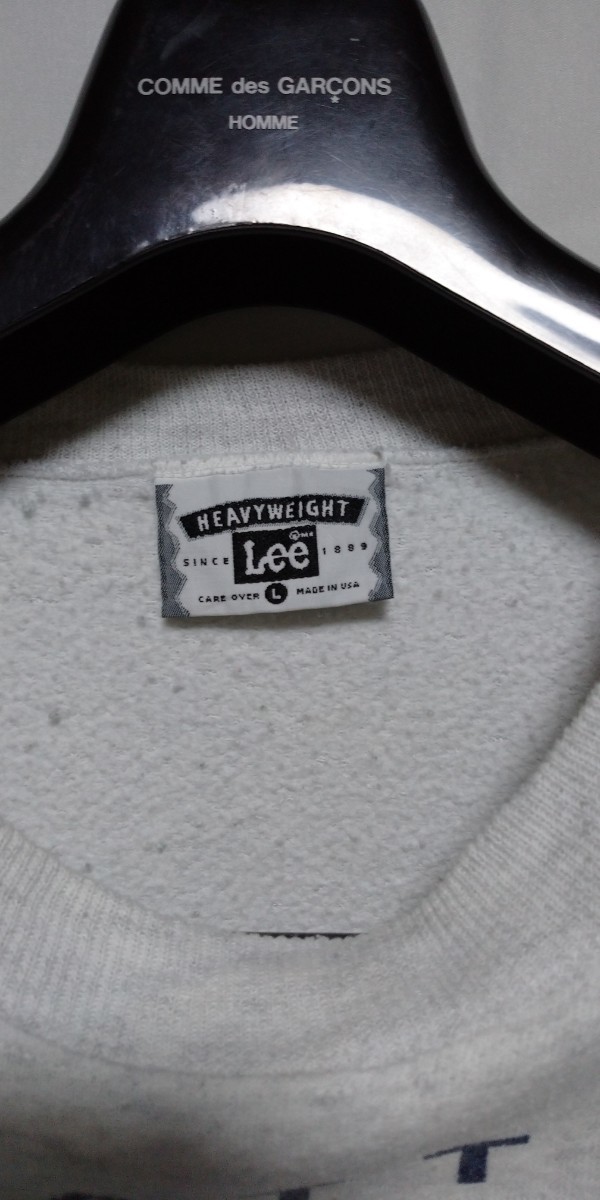 COMME des GARÇONS
HOMME
HEAVYWEIGHT
SINCE Lee 1889
CARE OVER L MADE IN USA